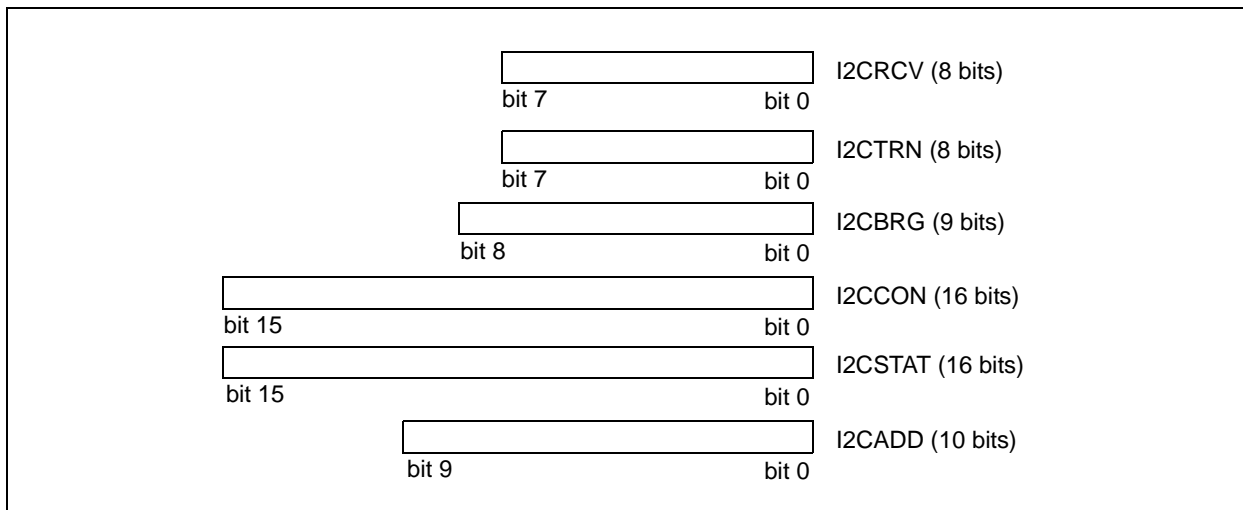 I2CRCV (8 bits)
bit 7 bit 0
I2CTRN (8 bits)
bit 7 bit 0
I2CBRG (9 bits)
bit 8 bit 0
I2CCON (16 bits)
bit 15 bit 0
I2CSTAT (16 bits)
bit 15 bit 0
I2CADD (10 bits)
bit 9 bit 0